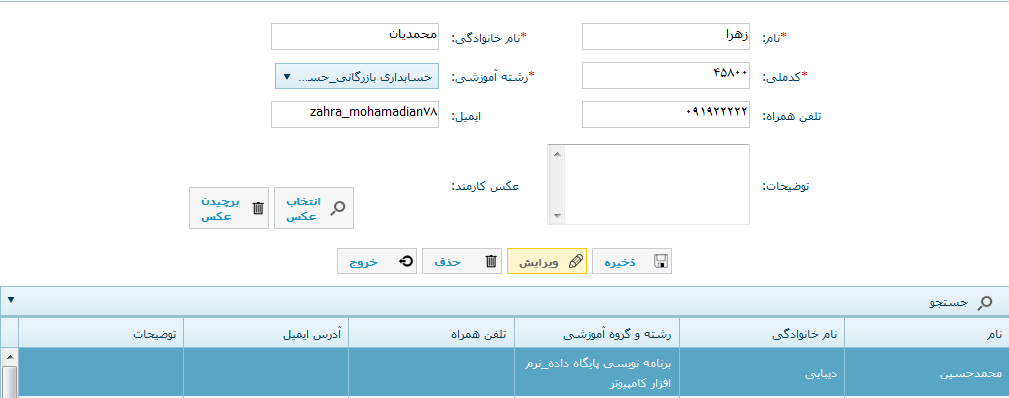 *نام: زهرا *نام خانوادگی: محمدیان
*کدملی: ۴۵۸۰۰ *رشته آموزشی: حسابداری بازرگانی_حس...
تلفن همراه: ۰۹۱۹۲۲۲۲۲ ایمیل: zahra_mohamadian۷۸
توضیحات: عکس کارمند:
انتخاب عکس
برچیدن عکس
ذخیره ویرایش حذف خروج
جستجو
نام نام خانوادگی رشته و گروه آموزشی تلفن همراه آدرس ایمیل توضیحات
محمدحسین دیبایی برنامه نویسی پایگاه داده_نرم
افزار کامپیوتر